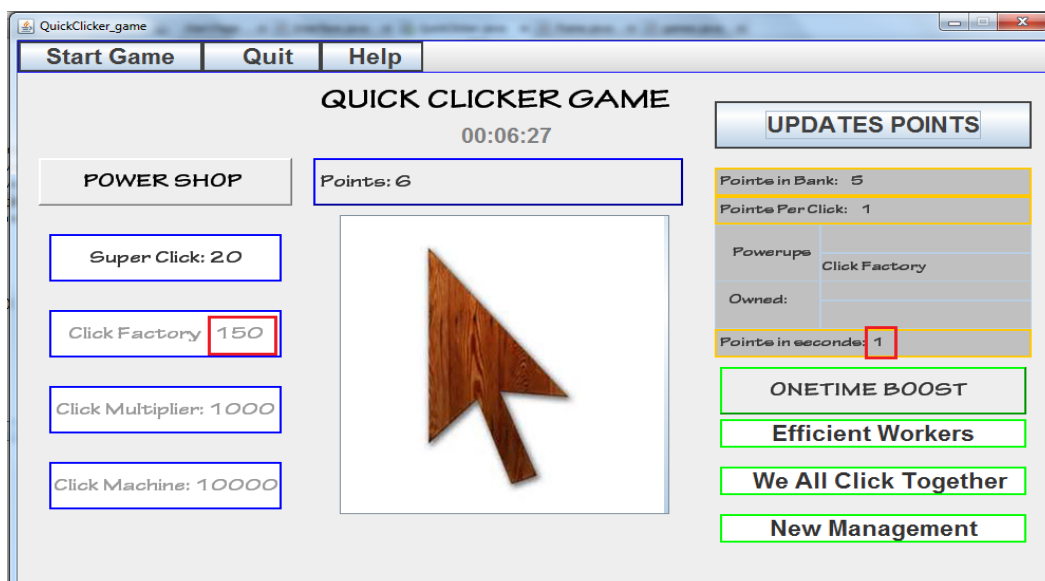 QuickClicker_game
Start Game Quit Help
QUICK CLICKER GAME
00:06:27
POWER SHOP
Points: 6
Super Click: 20
Click Factory 150
Click Multiplier: 1000
Click Machine: 10000
UPDATES POINTS
Points in Bank: 5
Points Per Click: 1
Powerups
Click Factory
Owned:
Points in seconds: 1
ONETIME BOOST
Efficient Workers
We All Click Together
New Management